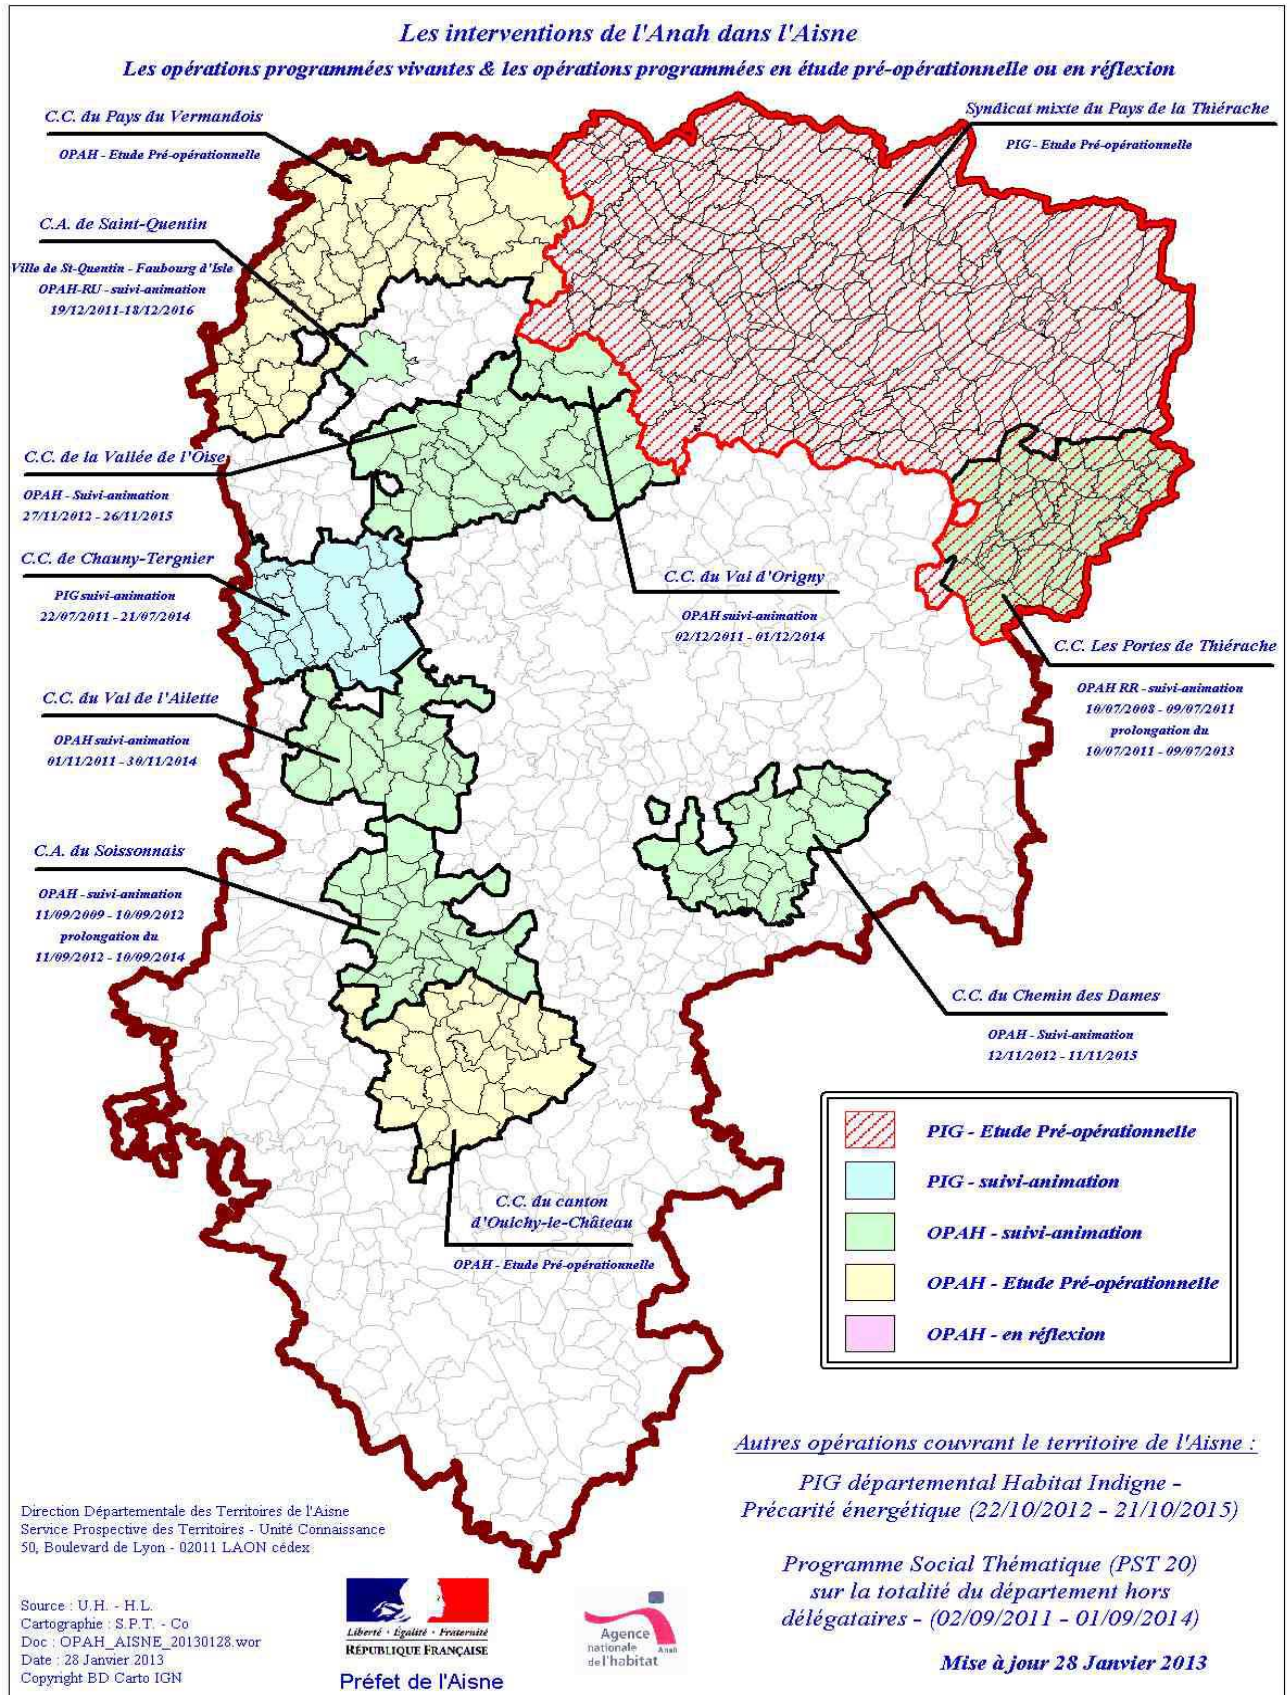 Les interventions de l'Anah dans l'Aisne
Les opérations programmées vivantes & les opérations programmées en étude pré-opérationnelle ou en réflexion
C.C. du Pays du Vermandois
OPAH - Etude Pré-opérationnelle
Syndicat mixte du Pays de la Thiérache
PIG - Etude Pré-opérationnelle
C.A. de Saint-Quentin
Ville de St-Quentin - Faubourg d'Isle
OPAH-RU - suivi-animation
19/12/2011-18/12/2016
C.C. de la Vallée de l'Oise
OPAH - Suivi-animation
27/11/2012 - 26/11/2015
C.C. de Chauny-Tergnier
PIG suivi-animation
22/07/2011 - 21/07/2014
C.C. du Val d'Origny
OPAH suivi-animation
02/12/2011 - 01/12/2014
C.C. Les Portes de Thiérache
OPAH RR - suivi-animation
10/07/2008 - 09/07/2011
prolongation du
10/07/2011 - 09/07/2013
C.C. du Val de l'Ailette
OPAH suivi-animation
01/11/2011 - 30/11/2014
C.A. du Soissonnais
OPAH - suivi-animation
11/09/2009 - 10/09/2012
prolongation du
11/09/2012 - 10/09/2014
C.C. du Chemin des Dames
OPAH - Suivi-animation
12/11/2012 - 11/11/2015
C.C. du canton
d'Oulchy-le-Château
OPAH - Etude Pré-opérationnelle
PIG - Etude Pré-opérationnelle
PIG - suivi-animation
OPAH - suivi-animation
OPAH - Etude Pré-opérationnelle
OPAH - en réflexion
Autres opérations couvrant le territoire de l'Aisne :
PIG départemental Habitat Indigne -
Précarité énergétique (22/10/2012 - 21/10/2015)
Programme Social Thématique (PST 20)
sur la totalité du département hors
délégataires - (02/09/2011 - 01/09/2014)
Mise à jour 28 Janvier 2013
Direction Départementale des Territoires de l'Aisne
Service Prospective des Territoires - Unité Connaissance
50, Boulevard de Lyon - 02011 LAON cédex
Source : U.H. - H.L.
Cartographie : S.P.T. - Co
Doc : OPAH_AISNE_20130128.wor
Date : 28 Janvier 2013
Copyright BD Carto IGN
Liberté • Égalité • Fraternité
RÉPUBLIQUE FRANÇAISE
Préfet de l'Aisne
Agence
nationale
de l'habitat
Anah